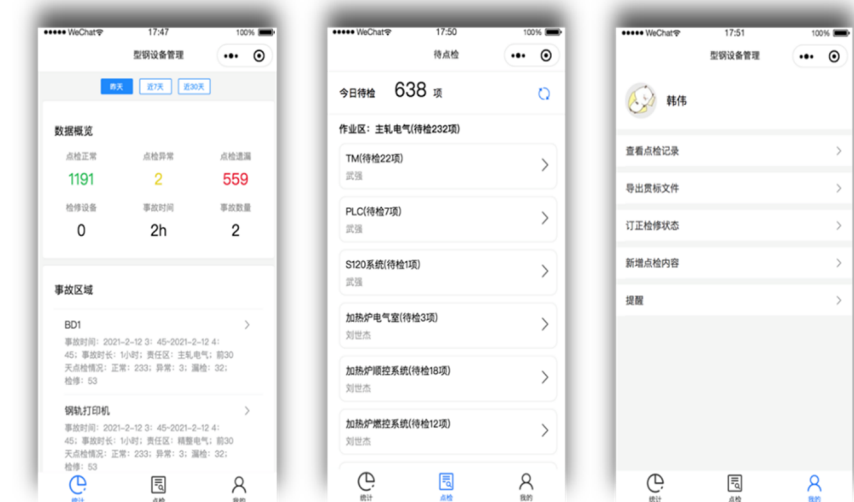 WeChat 17:47 100%
型钢设备管理
昨天 近7天 近30天
数据概览
点检正常 点检异常 点检遗漏
1191 2 559
检修设备 事故时间 事故数量
0 2h 2
事故区域
BD1
事故时间：2021-2-12 3：45-2021-2-12 4：
45；事故时长：1小时；责任区：主轧电气；前30
天点检情况：正常：233；异常：3；漏检：32；
检修：53
钢轨打印机
事故时间：2021-2-12 3：45-2021-2-12 4：
45；事故时长：1小时；责任区：精整电气；前30
天点检情况：正常：233；异常：3；漏检：32；
检修：53
统计 点检 我的
WeChat 17:50 100%
待点检
今日待检 638 项
作业区：主轧电气(待检232项)
TM(待检22项)
武强
PLC(待检7项)
武强
S120系统(待检1项)
武强
加热炉电气室(待检3项)
刘世杰
加热炉顺控系统(待检18项)
刘世杰
加热炉燃控系统(待检12项)
刘世杰
统计 点检 我的
WeChat 17:51 100%
型钢设备管理
韩伟
查看点检记录
导出贯标文件
订正检修状态
新增点检内容
提醒
统计 点检 我的